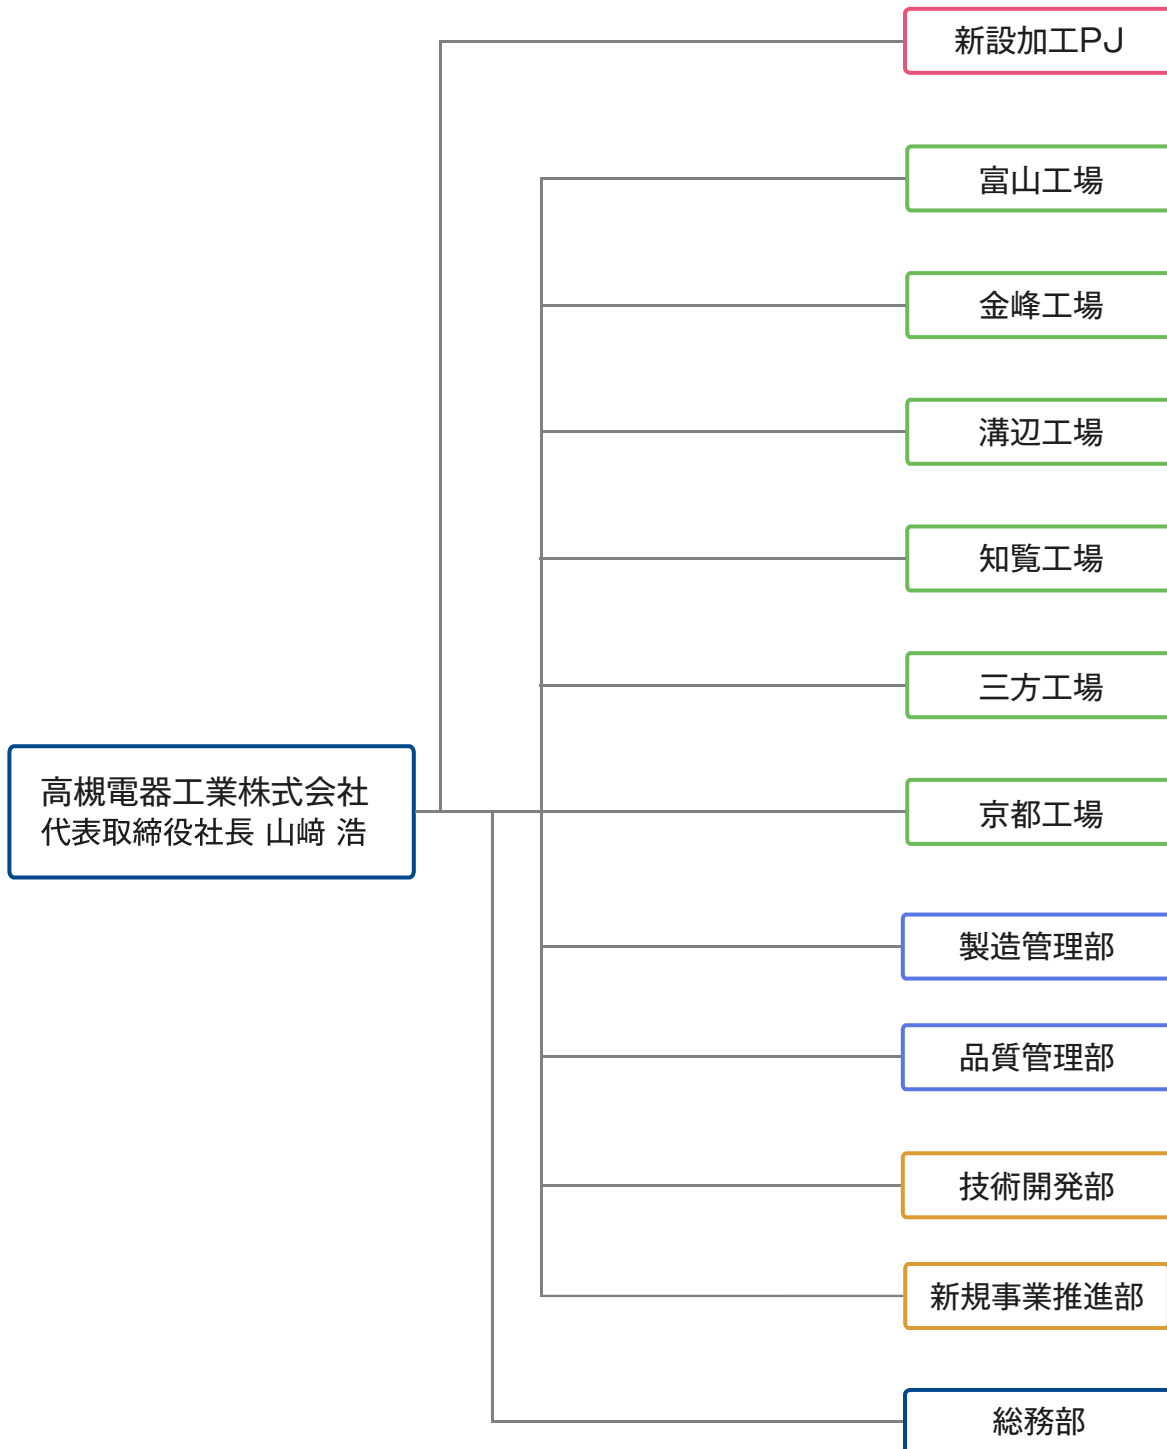 新設加工PJ
富山工場
金峰工場
溝辺工場
知覧工場
三方工場
高槻電器工業株式会社
代表取締役社長 山﨑 浩
京都工場
製造管理部
品質管理部
技術開発部
新規事業推進部
総務部